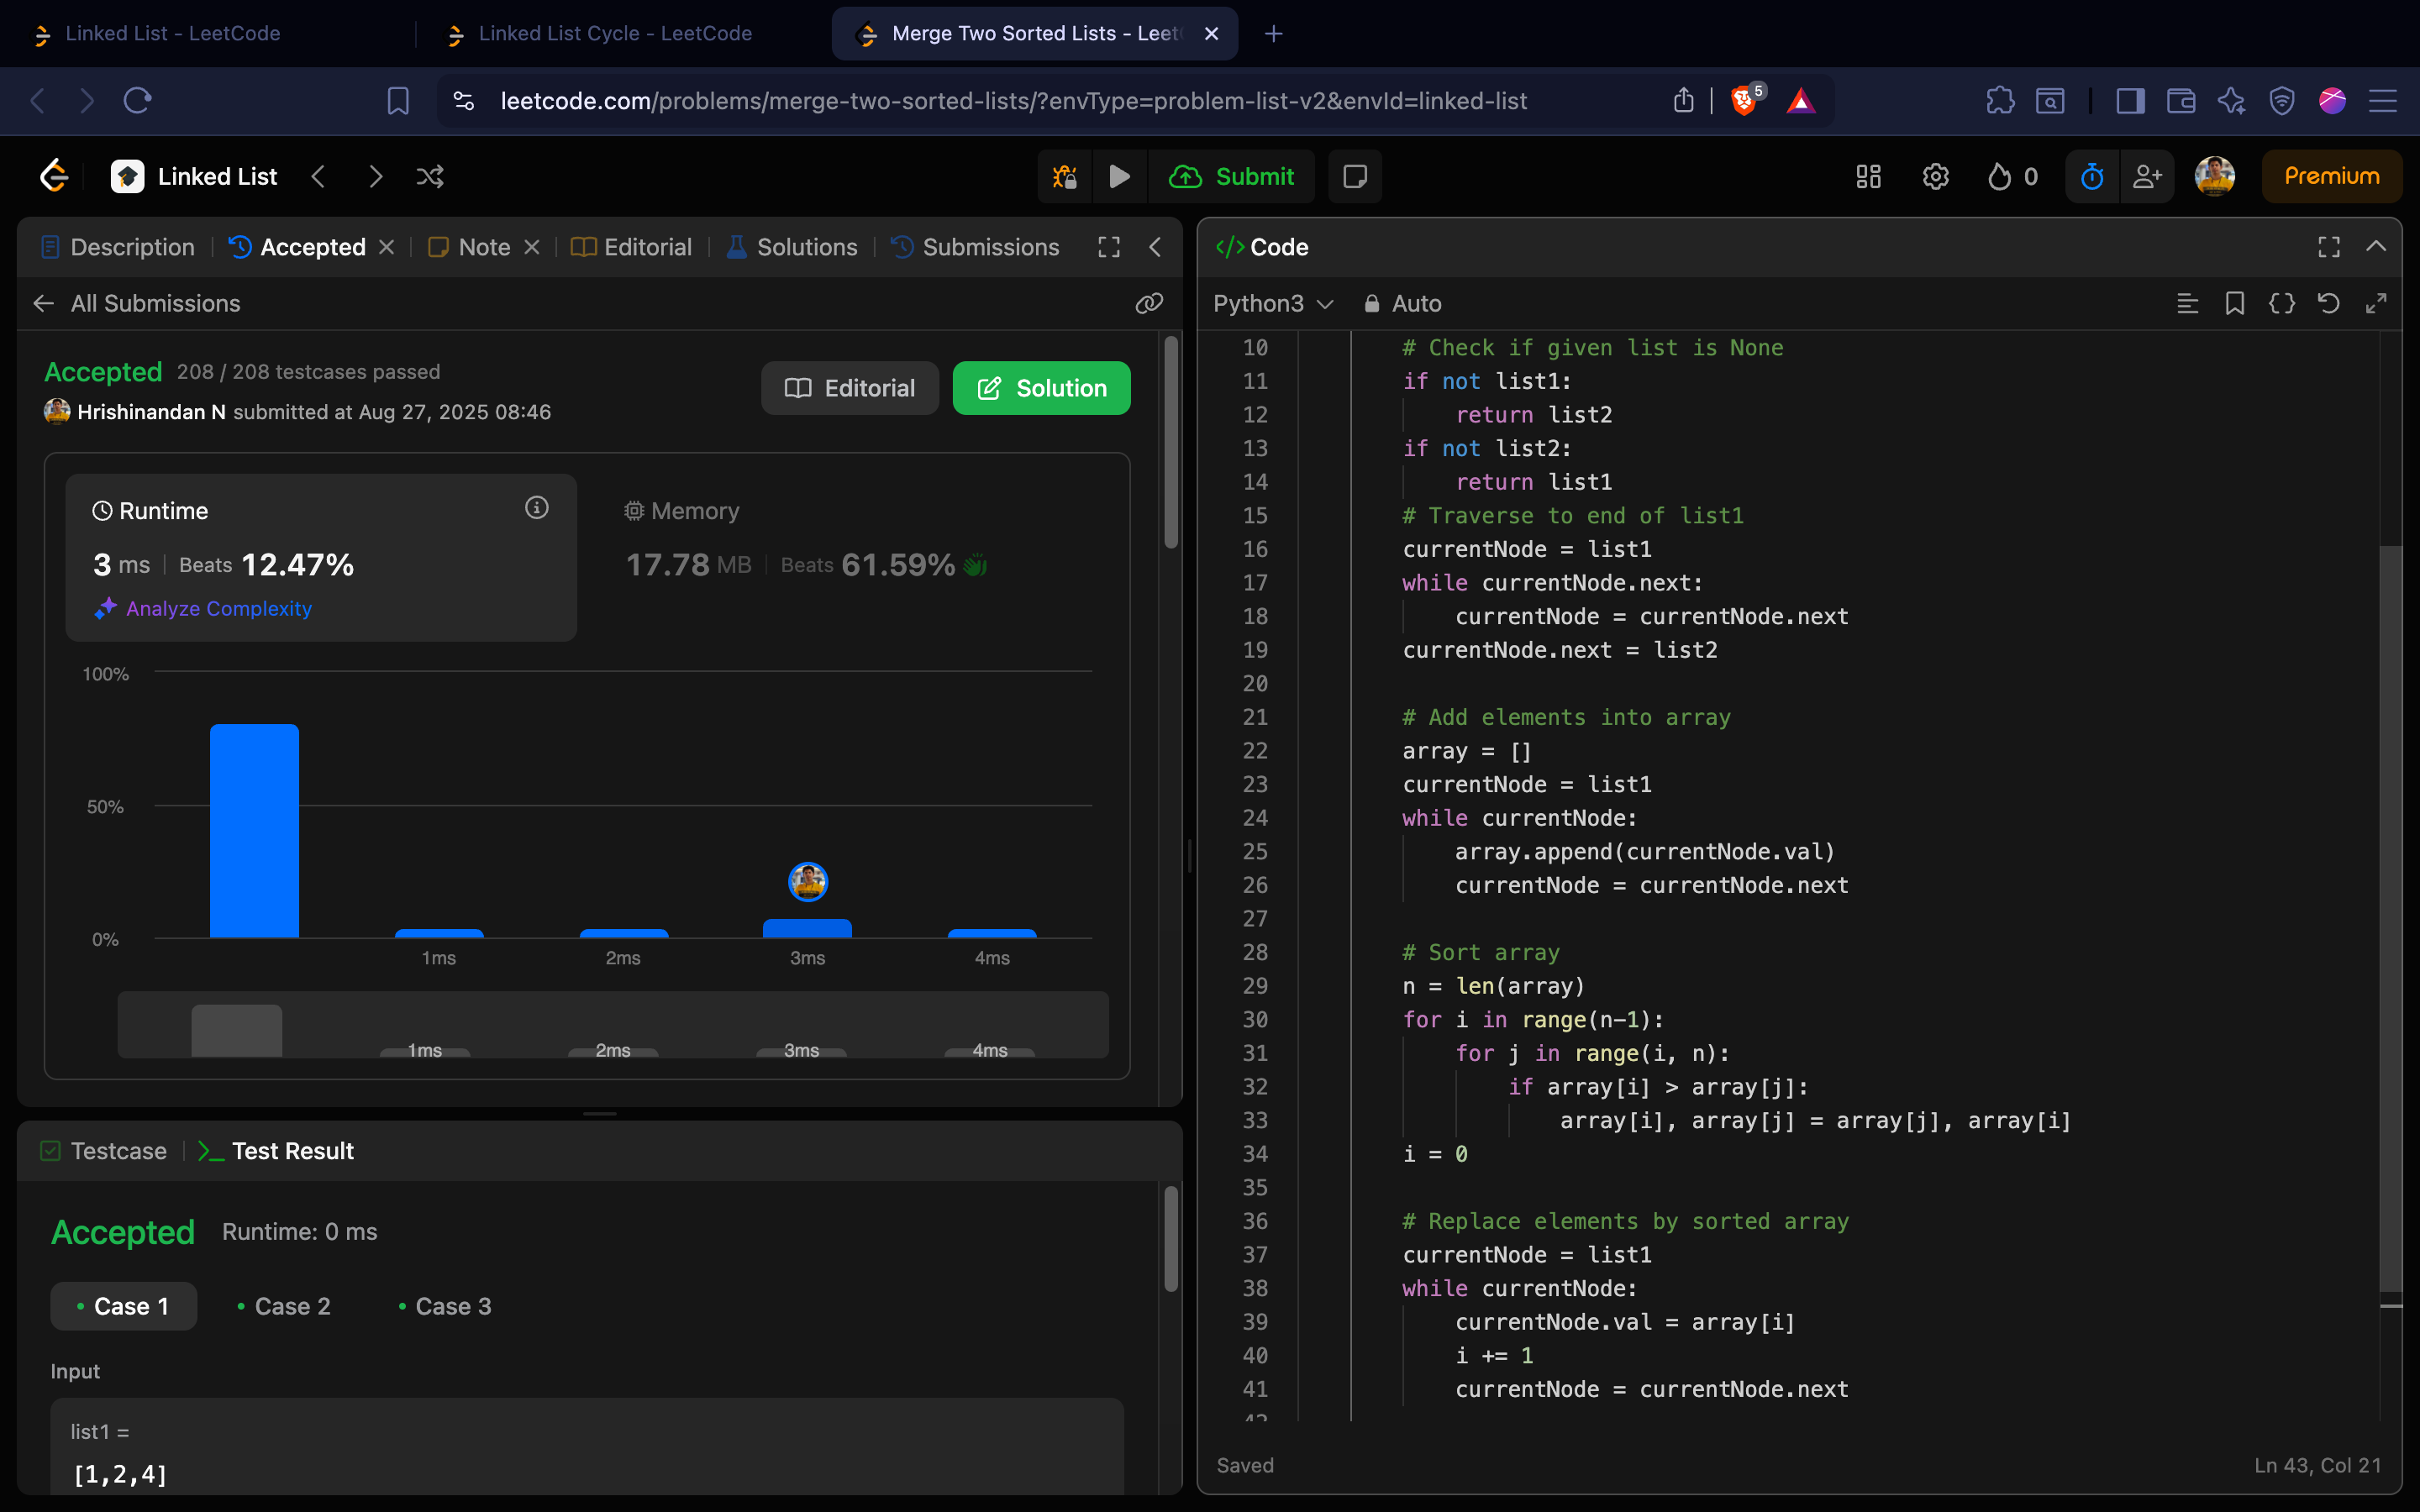 Linked List - LeetCode
Linked List Cycle - LeetCode
Merge Two Sorted Lists - Leet
leetcode.com/problems/merge-two-sorted-lists/?envType=problem-list-v2&envId=linked-list
5
Linked List
Submit
0
Premium
Description
Accepted
Note
Editorial
Solutions
Submissions
All Submissions
Accepted 208 / 208 testcases passed
Hrishinandan N submitted at Aug 27, 2025 08:46
Editorial
Solution
Runtime
3 ms | Beats 12.47%
Analyze Complexity
Memory
17.78 MB | Beats 61.59%
100%
50%
0%
1ms
2ms
3ms
4ms
1ms
2ms
3ms
4ms
Testcase
Test Result
Accepted Runtime: 0 ms
Case 1
Case 2
Case 3
Input
list1 =
[1,2,4]
</> Code
Python3
Auto
10 # Check if given list is None
11 if not list1:
12 return list2
13 if not list2:
14 return list1
15 # Traverse to end of list1
16 currentNode = list1
17 while currentNode.next:
18 currentNode = currentNode.next
19 currentNode.next = list2
20
21 # Add elements into array
22 array = []
23 currentNode = list1
24 while currentNode:
25 array.append(currentNode.val)
26 currentNode = currentNode.next
27
28 # Sort array
29 n = len(array)
30 for i in range(n-1):
31 for j in range(i, n):
32 if array[i] > array[j]:
33 array[i], array[j] = array[j], array[i]
34 i = 0
35
36 # Replace elements by sorted array
37 currentNode = list1
38 while currentNode:
39 currentNode.val = array[i]
40 i += 1
41 currentNode = currentNode.next
42
Saved
Ln 43, Col 21